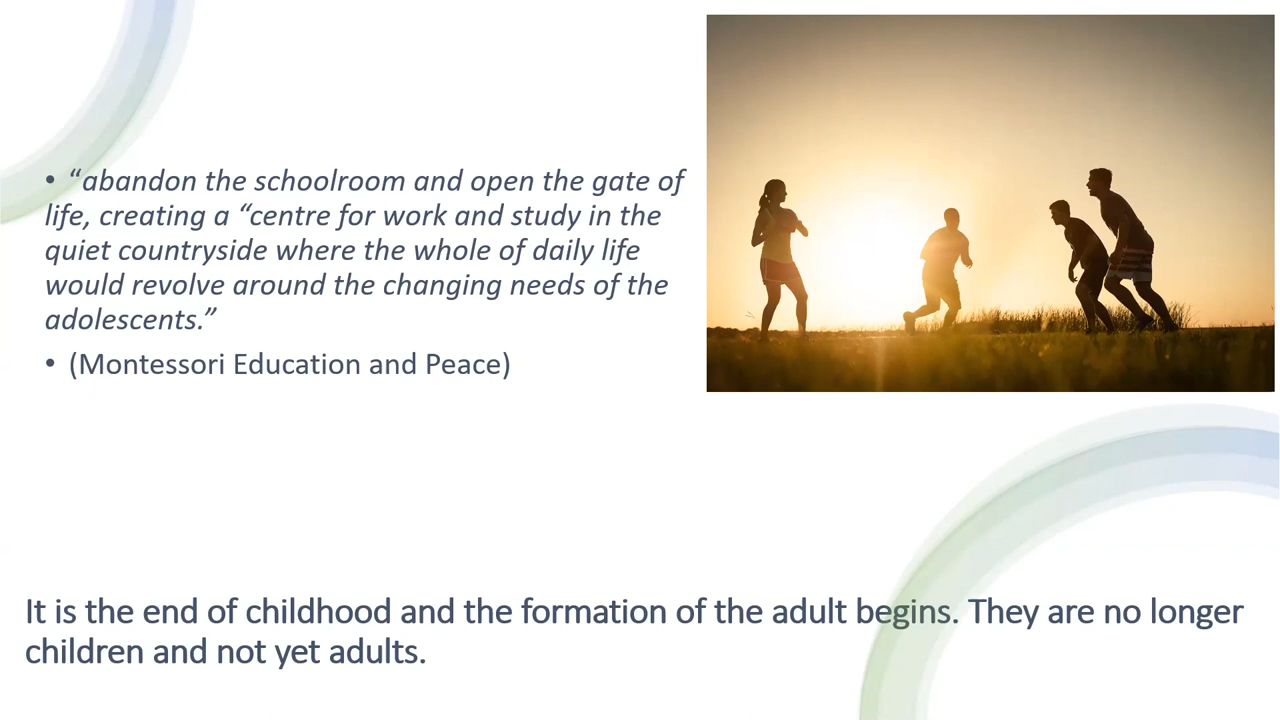 • “abandon the schoolroom and open the gate of
life, creating a “centre for work and study in the
quiet countryside where the whole of daily life
would revolve around the changing needs of the
adolescents.”
• (Montessori Education and Peace)
It is the end of childhood and the formation of the adult begins. They are no longer
children and not yet adults.